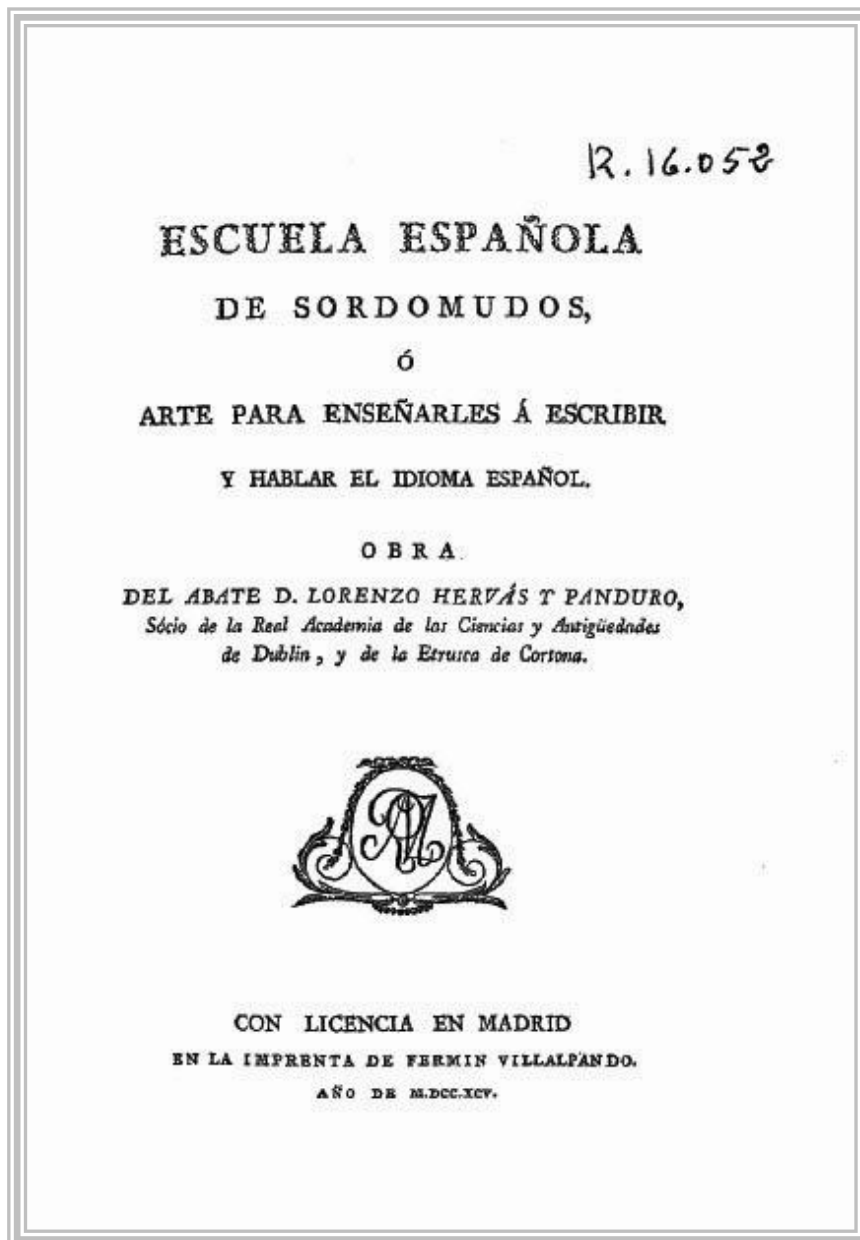 R. 16.052
ESCUELA ESPAÑOLA
DE SORDOMUDOS,
Ó
ARTE PARA ENSEÑARLES Á ESCRIBIR
Y HABLAR EL IDIOMA ESPAÑOL.
OBRA
DEL ABATE D. LORENZO HERVÁS Y PANDURO,
Sócio de la Real Academia de las Ciencias y Antigüedades
de Dublin, y de la Etrusca de Cortona.
CON LICENCIA EN MADRID
EN LA IMPRENTA DE FERMIN VILLALPANDO.
AÑO DE M.DCC.XCV.